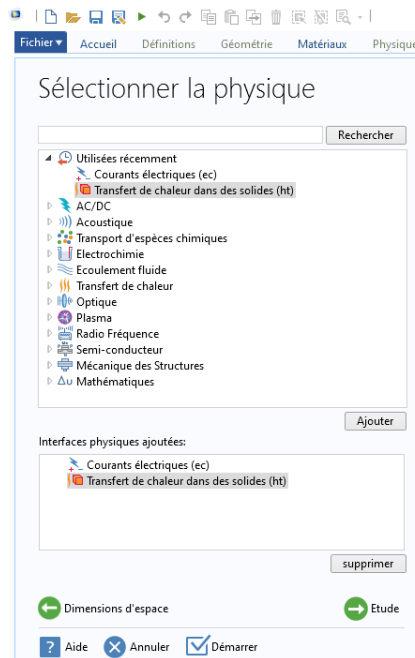 Fichier Accueil Définitions Géométrie Matériaux Physique
Sélectionner la physique
Rechercher
Utilisées récemment
Courants électriques (ec)
Transfert de chaleur dans des solides (ht)
AC/DC
Acoustique
Transport d'espèces chimiques
Electrochimie
Ecoulement fluide
Transfert de chaleur
Optique
Plasma
Radio Fréquence
Semi-conducteur
Mécanique des Structures
Δu Mathématiques
Ajouter
Interfaces physiques ajoutées:
Courants électriques (ec)
Transfert de chaleur dans des solides (ht)
supprimer
Dimensions d'espace Etude
? Aide Annuler Démarrer